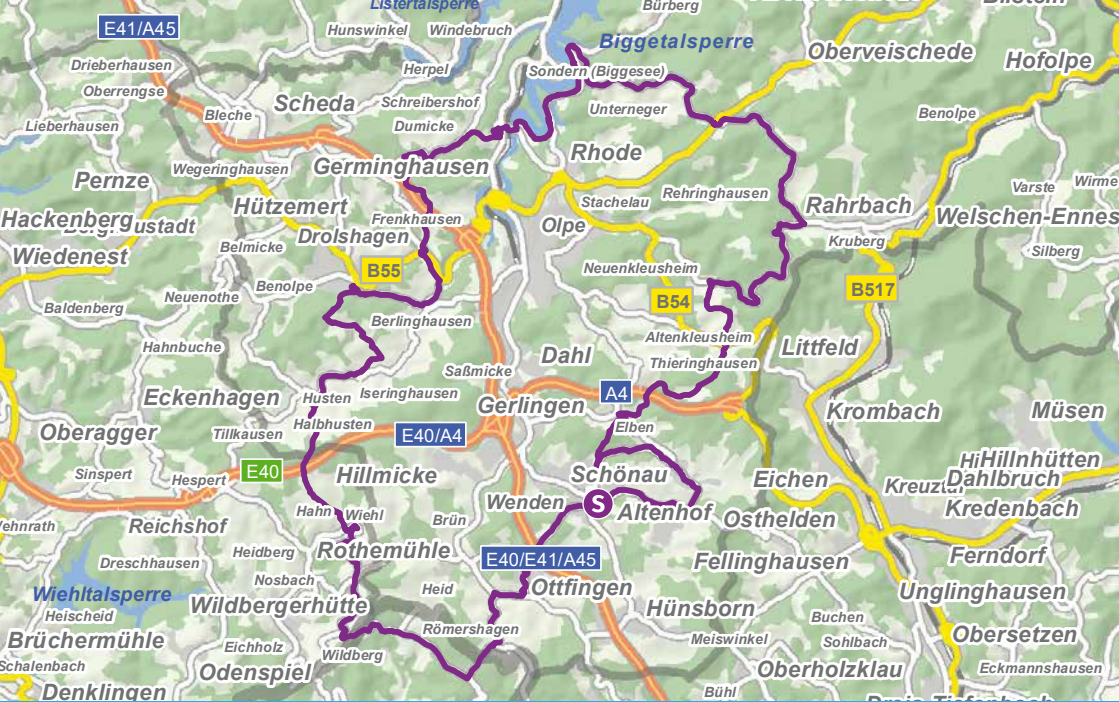 Listertalsperre
Bürberg
E41/A45
Hunswinkel
Windebruch
Biggetalsperre
Oberveischede
Hofolpe
Drieberhausen
Herpel
Sondern (Biggesee)
Oberrengse
Scheda
Schreibershof
Unterneger
Bleche
Benolpe
Lieberhausen
Dumicke
Rhode
Germinghausen
Wegeringhausen
Pernze
Rehringhausen
Varste
Hützemert
Stachelau
Rahrbach
Hackenberg
Frenkhausen
Welschen-Ennes
Olpe
Drolshagen
Kruberg
Wiedenest
Belmicke
Silberg
B55
Neuenkleusheim
Benolpe
B517
Neuenothe
B54
Baldenberg
Berlinghausen
Altenkleusheim
Hahnbuche
Littfeld
Dahl
Thieringhausen
Saßmicke
A4
Iseringhausen
Eckenhagen
Husten
Gerlingen
Krombach
Müsen
Halbhusten
Elben
Oberagger
Tillkausen
E40/A4
Hillnhütten
E40
Sinspert
Hillmicke
Schönau
Hespert
Eichen
Dahlbruch
Wenden
S
Altenhof
Kredenbach
Hahn
Wiehl
Osthelden
Reichshof
Brün
Heidberg
Rothemühle
E40/E41/A45
Fellinghausen
Ferndorf
Dreschhausen
Nosbach
Ottfingen
Heid
Unglinghausen
Wiehltalsperre
Wildbergerhütte
Hünsborn
Heischeid
Buchen
Römershagen
Obersetzen
Brüchermühle
Meiswinkel
Sohlbach
Eichholz
Wildberg
Schalenbach
Odenspiel
Oberholzklau
Eckmannshausen
Denklingen
Bühl